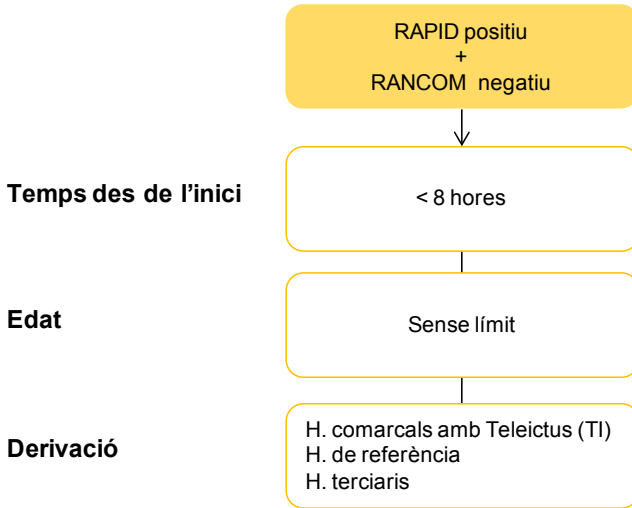 RAPID positiu
+
RANCOM negatiu
Temps des de l'inici
< 8 hores
Edat
Sense límit
Derivació
H. comarcals amb Teleictus (TI)
H. de referència
H. terciaris